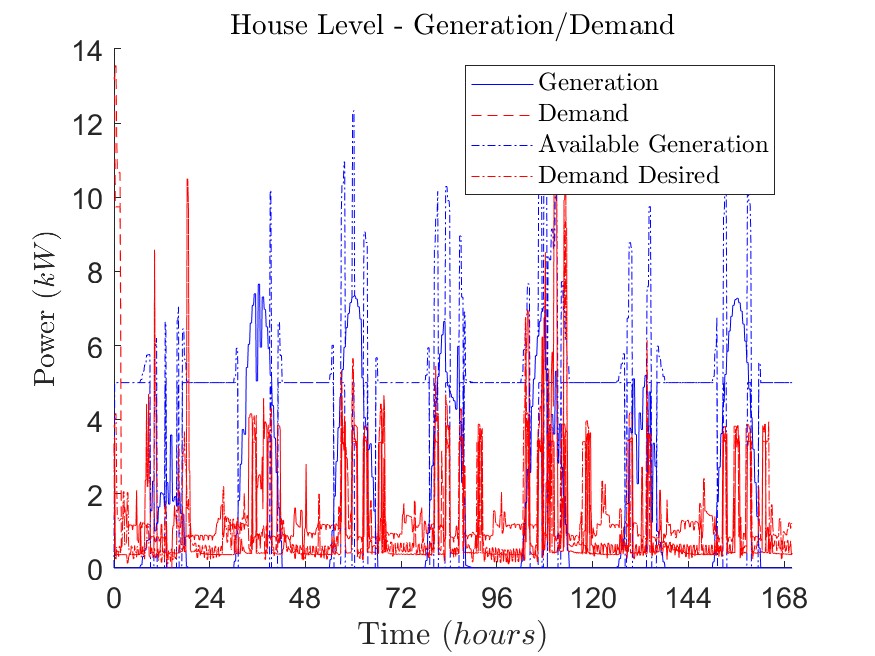 House Level - Generation/Demand
14
12
10
8
6
4
2
0
Power (kW)
Generation
Demand
Available Generation
Demand Desired
0 24 48 72 96 120 144 168
Time (hours)